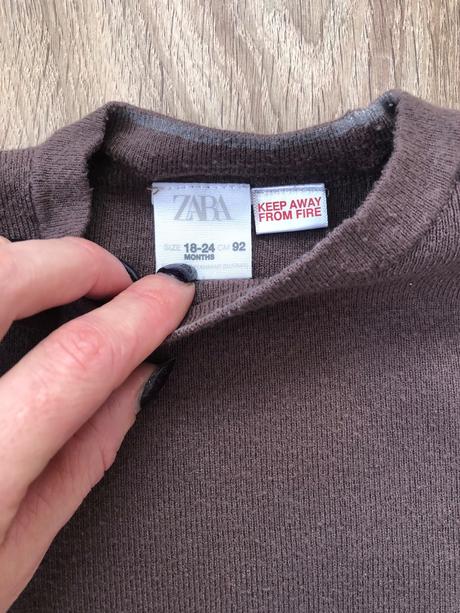 ZARA
SIZE 18-24 CM 92
MONTHS
KEEP AWAY
FROM FIRE